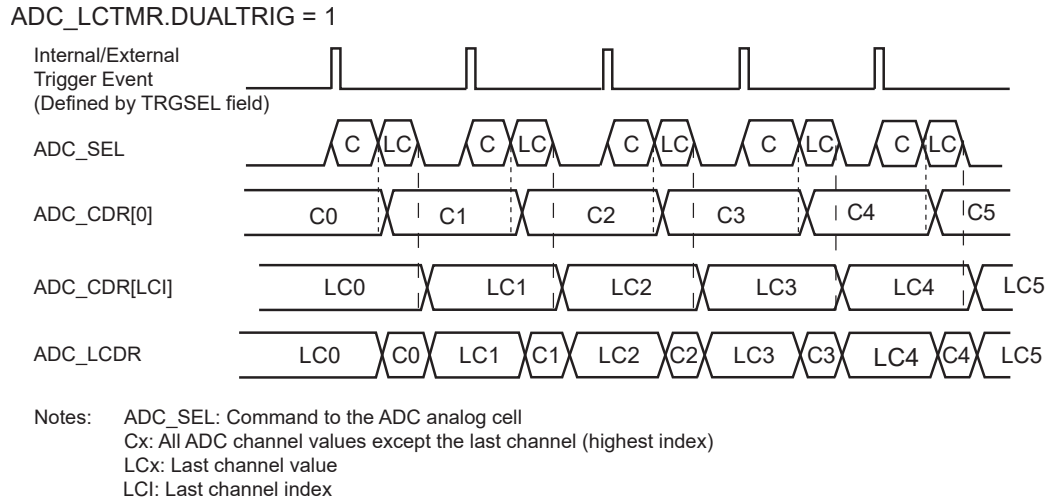 ADC_LCTMR.DUALTRIG = 1
Internal/External
Trigger Event
(Defined by TRGSEL field)
ADC_SEL C LC C LC C LC C LC C LC
ADC_CDR[0] C0 C1 C2 C3 C4 C5
ADC_CDR[LCI] LC0 LC1 LC2 LC3 LC4 LC5
ADC_LCDR LC0 C0 LC1 C1 LC2 C2 LC3 C3 LC4 C4 LC5
Notes: ADC_SEL: Command to the ADC analog cell
Cx: All ADC channel values except the last channel (highest index)
LCx: Last channel value
LCI: Last channel index